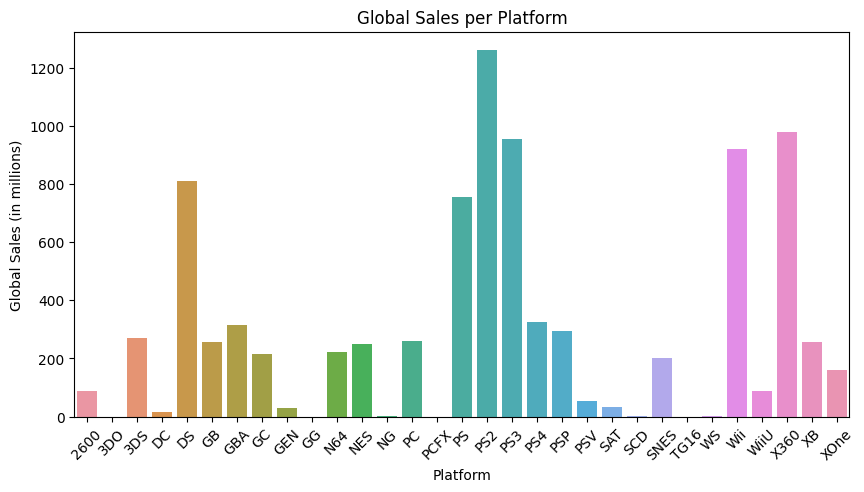 Global Sales per Platform
Global Sales (in millions)
1200
1000
800
600
400
200
0
2600
3DO
3DS
DC
DS
GB
GBA
GC
GEN
GG
N64
NES
NG
PC
PCFX
PS
PS2
PS3
PS4
PSP
PSV
SAT
SCD
SNES
TG16
WS
Wii
WiiU
X360
XB
XOne
Platform